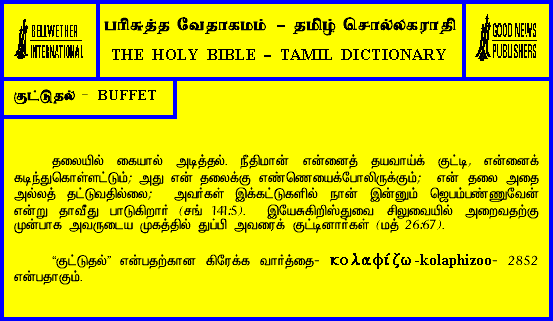 BELLWETHER
INTERNATIONAL
பரிசுத்த வேதாகமம் - தமிழ் சொல்லகராதி
THE HOLY BIBLE - TAMIL DICTIONARY
GOOD NEWS
PUBLISHERS
குட்டுதல் - BUFFET
தலையில் கையால் அடித்தல். நீதிமான் என்னைத் தயவாய்க் குட்டி, என்னைக்
கடிந்துகொள்ளட்டும்; அது என் தலைக்கு எண்ணெயைப்போலிருக்கும்; என் தலை அதை
அல்லத் தட்டுவதில்லை; அவர்கள் இக்கட்டுகளில் நான் இன்னும் ஜெபம்பண்ணுவேன்
என்று தாவீது பாடுகிறார் (சங் 141:5). இயேசுகிறிஸ்துவை சிலுவையில் அறைவதற்கு
முன்பாக அவருடைய முகத்தில் துப்பி அவரைக் குட்டினார்கள் (மத் 26:67).
“குட்டுதல்” என்பதற்கான கிரேக்க வார்த்தை- κολαφίζω -kolaphizoo- 2852
என்பதாகும்.